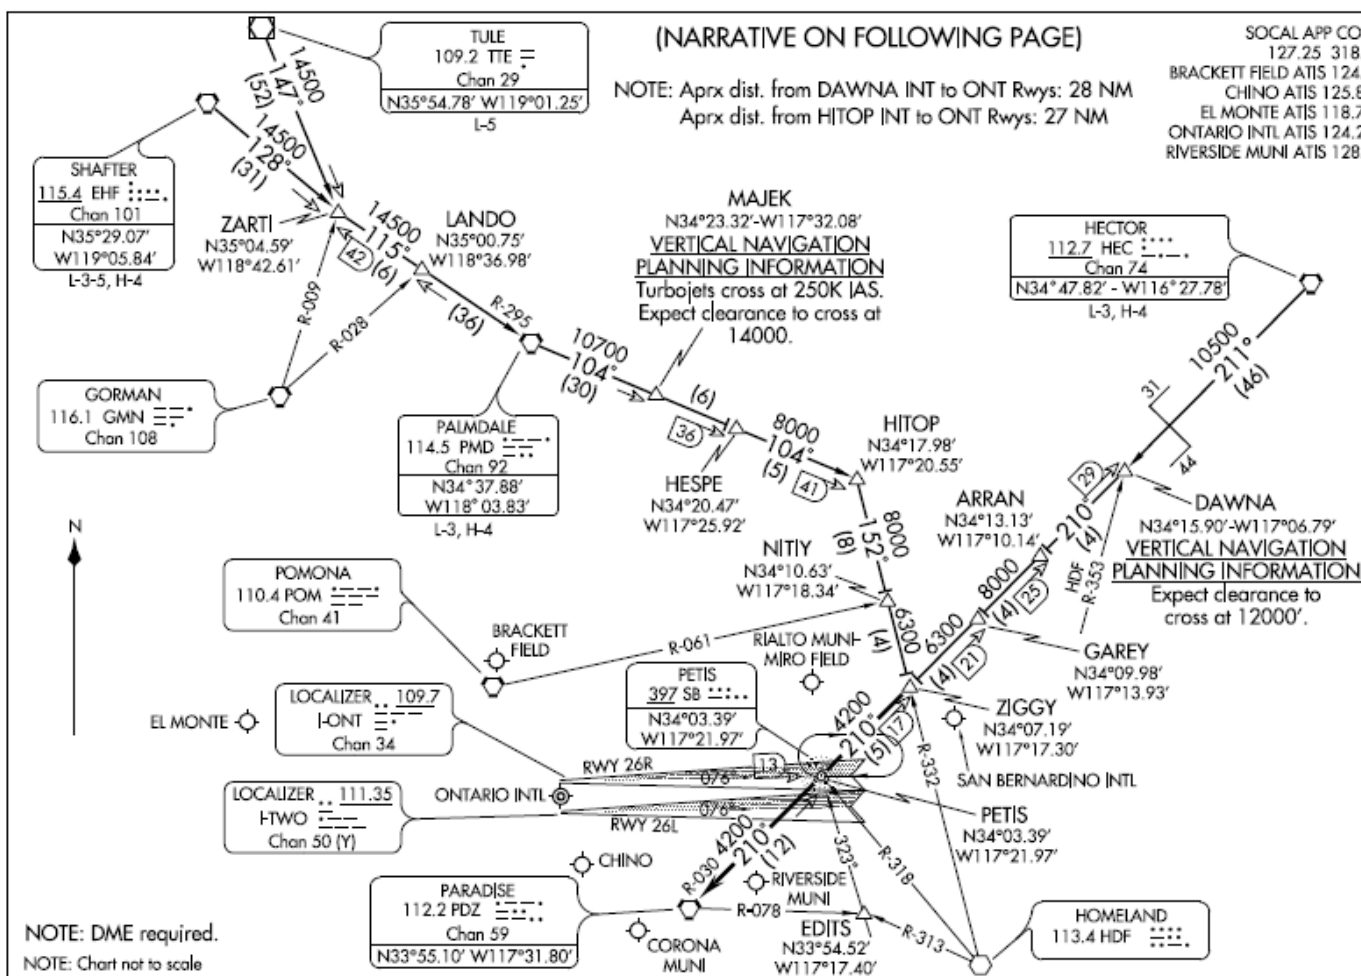 (NARRATIVE ON FOLLOWING PAGE)
NOTE: Aprx dist. from DAWNA INT to ONT Rwys: 28 NM
Aprx dist. from HITOP INT to ONT Rwys: 27 NM
SOCAL APP CO
127.25 318.
BRACKETT FIELD ATIS 124.
CHINO ATIS 125.8
EL MONTE ATIS 118.7
ONTARIO INTL ATIS 124.2
RIVERSIDE MUNI ATIS 128.
TULE
109.2 TTE
Chan 29
N35°54.78' W119°01.25'
L-5
14500
147°
(52)
14500
128°
(31)
SHAFTER
115.4 EHF
Chan 101
N35°29.07'
W119°05.84'
L-3-5, H-4
ZARTI
N35°04.59'
W118°42.61'
14500
115°
(6)
42
LANDO
N35°00.75'
W118°36.98'
(36)
R-295
R-009
R-028
GORMAN
116.1 GMN
Chan 108
PALMDALE
114.5 PMD
Chan 92
N34°37.88'
W118°03.83'
L-3, H-4
10700
104°
(30)
MAJEK
N34°23.32'-W117°32.08'
VERTICAL NAVIGATION
PLANNING INFORMATION
Turbojets cross at 250K IAS.
Expect clearance to cross at
14000.
(6)
36
HESPE
N34°20.47'
W117°25.92'
8000
104°
(5)
41
HITOP
N34°17.98'
W117°20.55'
8000
152°
(8)
HECTOR
112.7 HEC
Chan 74
N34°47.82' - W116°27.78'
L-3, H-4
10500
211°
(46)
31
44
29
DAWNA
N34°15.90'-W117°06.79'
VERTICAL NAVIGATION
PLANNING INFORMATION
Expect clearance to
cross at 12000'.
210°
(4)
HDF
R-353
ARRAN
N34°13.13'
W117°10.14'
8000
(4)
25
GAREY
N34°09.98'
W117°13.93'
6300
(4)
21
NITIY
N34°10.63'
W117°18.34'
6300
(4)
ZIGGY
N34°07.19'
W117°17.30'
N
POMONA
110.4 POM
Chan 41
BRACKETT
FIELD
R-061
RIALTO MUNI-
MIRO FIELD
PETIS
397 SB
N34°03.39'
W117°21.97'
4200
210°
(5)
17
SAN BERNARDINO INTL
EL MONTE
LOCALIZER 109.7
I-ONT
Chan 34
RWY 26R
076°
13
LOCALIZER 111.35
I-TWO
Chan 50 (Y)
ONTARIO INTL
076°
RWY 26L
PETIS
N34°03.39'
W117°21.97'
R-332
R-318
323°
4200
210°
(12)
R-030
CHINO
RIVERSIDE
MUNI
PARADISE
112.2 PDZ
Chan 59
N33°55.10' W117°31.80'
R-078
CORONA
MUNI
EDITS
N33°54.52'
W117°17.40'
R-313
HOMELAND
113.4 HDF
NOTE: DME required.
NOTE: Chart not to scale